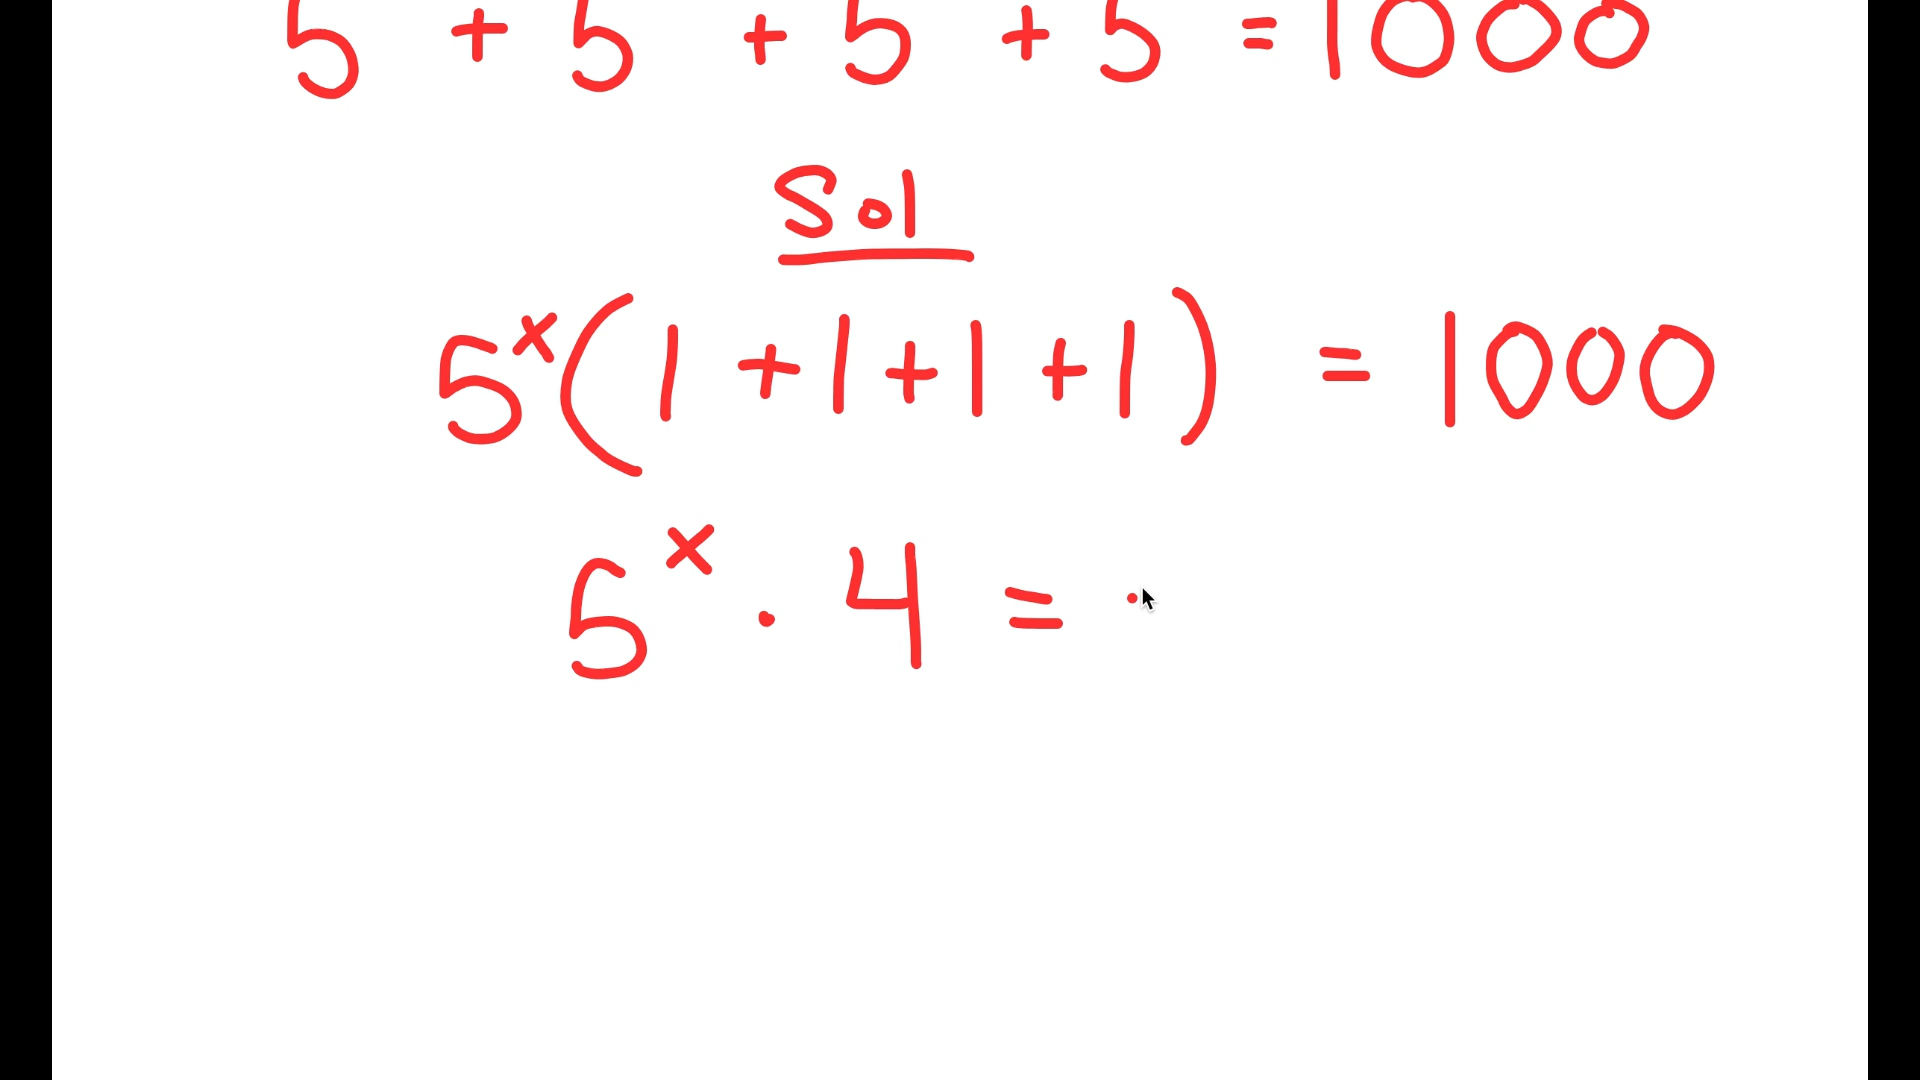 5 + 5 + 5 + 5 = 1000
Sol
5ˣ(1 + 1 + 1 + 1) = 1000
5ˣ · 4 =